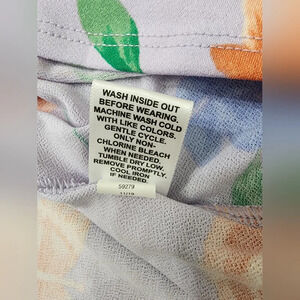 WASH INSIDE OUT
BEFORE WEARING.
MACHINE WASH COLD
WITH LIKE COLORS.
GENTLE CYCLE.
ONLY NON-
CHLORINE BLEACH
WHEN NEEDED.
TUMBLE DRY LOW.
REMOVE PROMPTLY.
COOL IRON
IF NEEDED.
59279